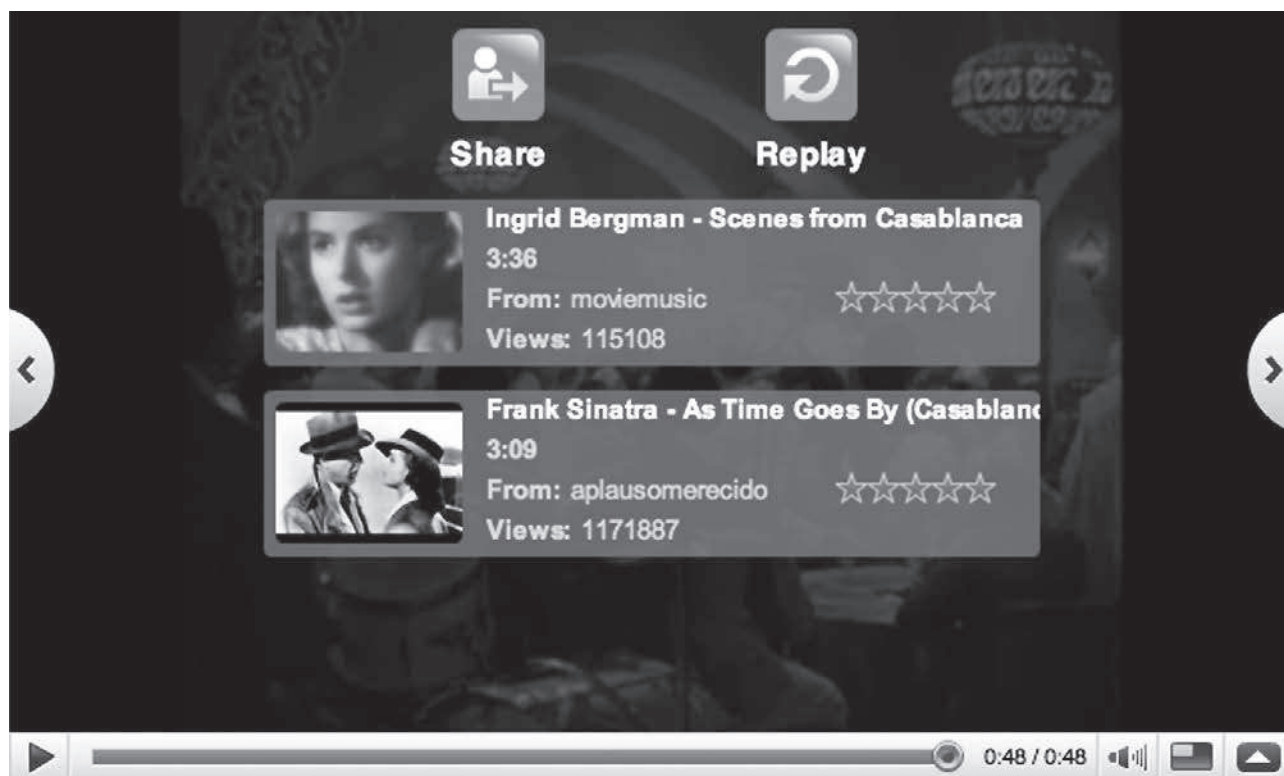 Share
Replay
Ingrid Bergman - Scenes from Casablanca
3:36
From: moviemusic
Views: 115108
Frank Sinatra - As Time Goes By (Casablanc
3:09
From: aplausomerecido
Views: 1171887
0:48 / 0:48